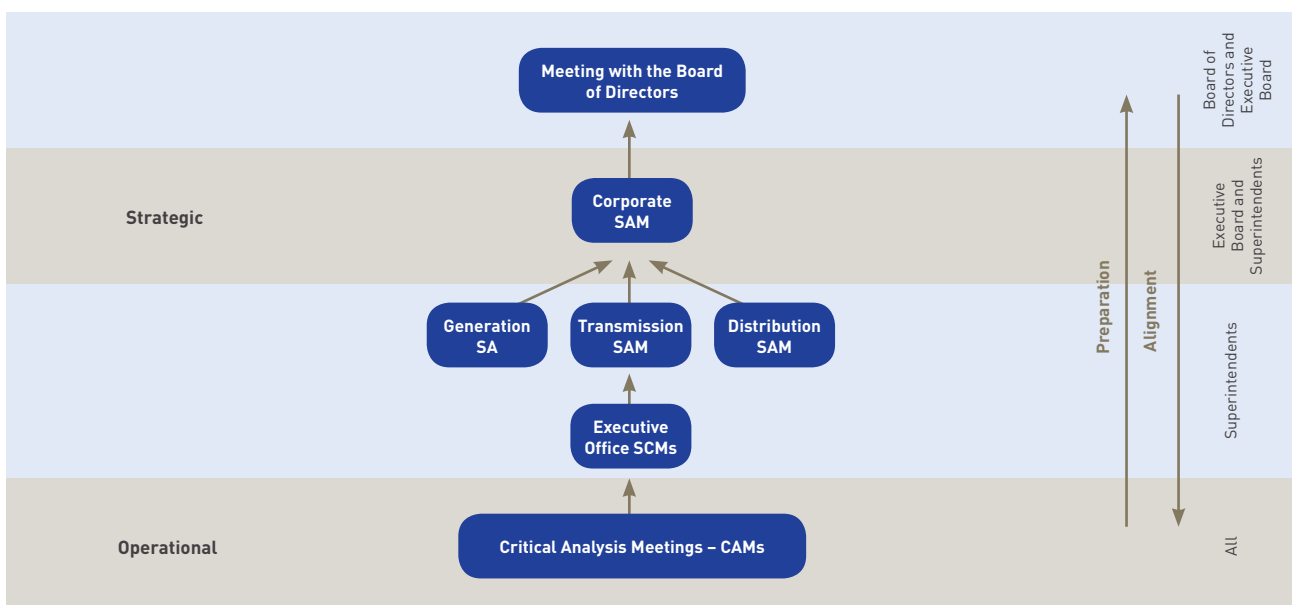 Meeting with the Board
of Directors
Board of
Directors and
Executive
Board
Strategic
Corporate
SAM
Executive
Board and
Superintendents
Preparation
Alignment
Generation
SA
Transmission
SAM
Distribution
SAM
Superintendents
Executive
Office SCMs
Operational
Critical Analysis Meetings – CAMs
All